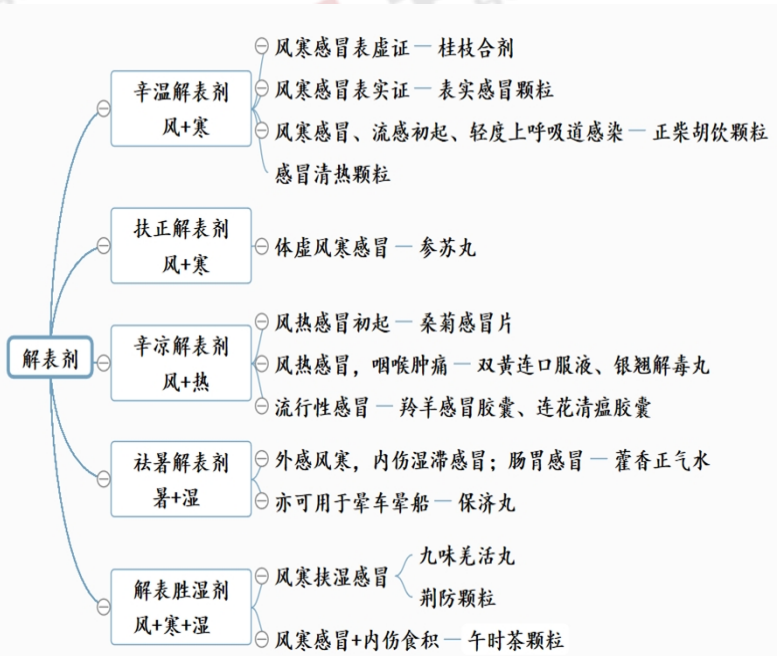 解表剂
辛温解表剂
风+寒
风寒感冒表虚证 — 桂枝合剂
风寒感冒表实证 — 表实感冒颗粒
风寒感冒、流感初起、轻度上呼吸道感染 — 正柴胡饮颗粒
感冒清热颗粒
扶正解表剂
风+寒
体虚风寒感冒 — 参苏丸
辛凉解表剂
风+热
风热感冒初起 — 桑菊感冒片
风热感冒，咽喉肿痛 — 双黄连口服液、银翘解毒丸
流行性感冒 — 羚羊感冒胶囊、连花清瘟胶囊
祛暑解表剂
暑+湿
外感风寒，内伤湿滞感冒；肠胃感冒 — 藿香正气水
亦可用于晕车晕船 — 保济丸
解表胜湿剂
风+寒+湿
风寒挟湿感冒
九味羌活丸
荆防颗粒
风寒感冒+内伤食积 — 午时茶颗粒